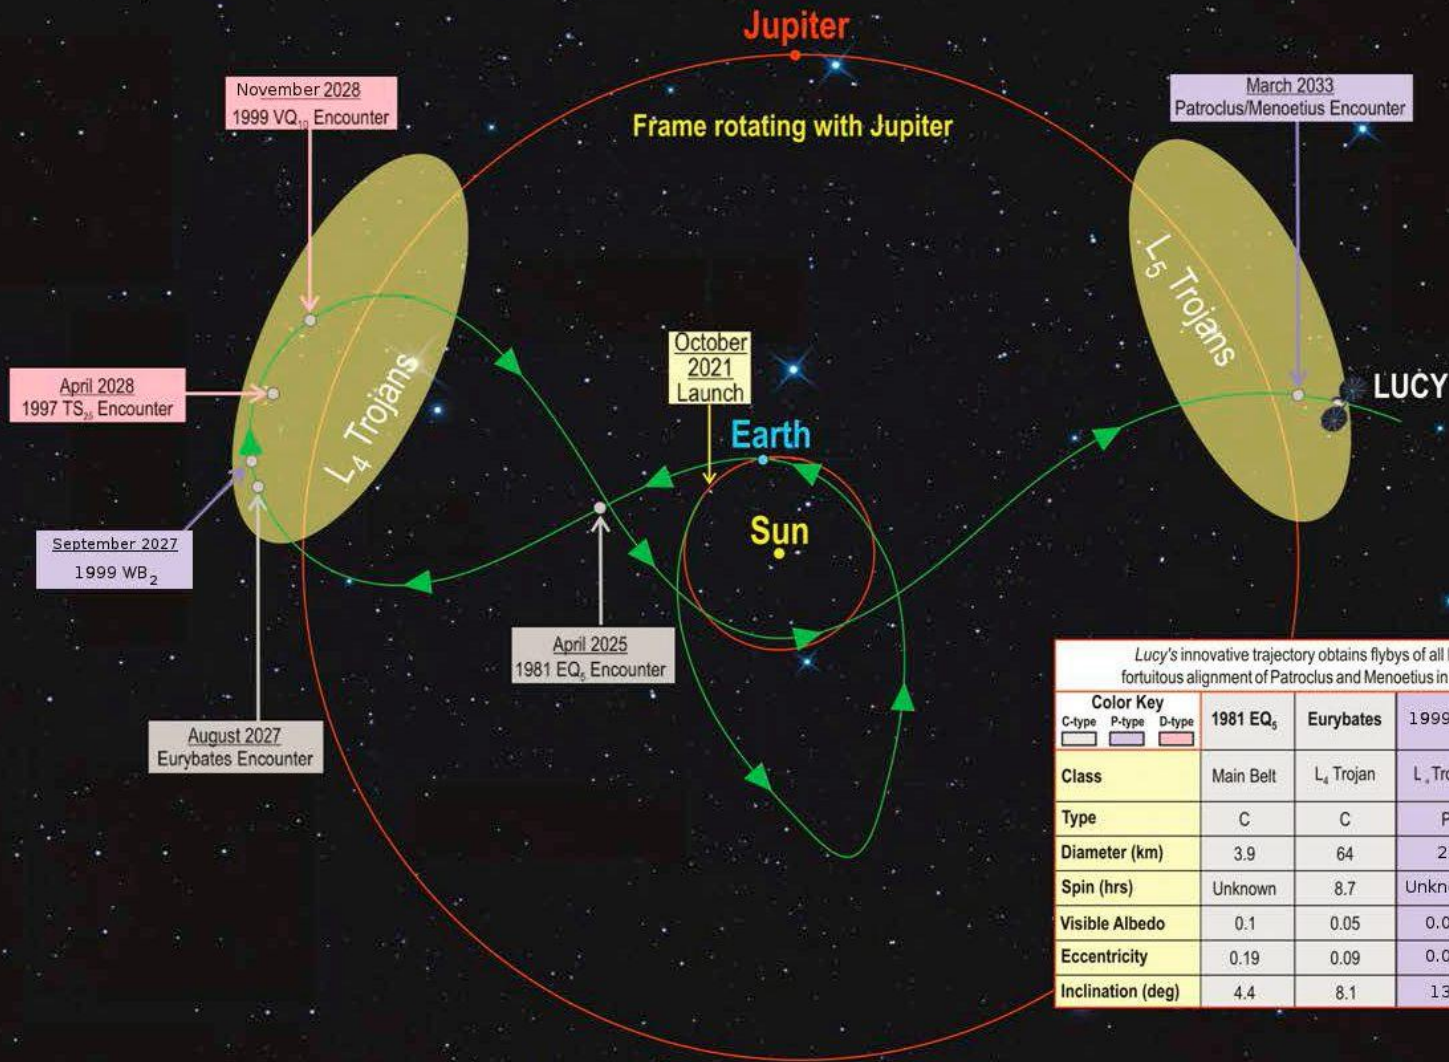 Jupiter
November 2028
1999 VQ₁₀ Encounter
March 2033
Patroclus/Menoetius Encounter
Frame rotating with Jupiter
L₅ Trojans
October
2021
Launch
LUCY
April 2028
1997 TS₂₅ Encounter
L₄ Trojans
Earth
Sun
September 2027
1999 WB₂
April 2025
1981 EQ₅ Encounter
August 2027
Eurybates Encounter
Lucy's innovative trajectory obtains flybys of all
fortuitous alignment of Patroclus and Menoetius in
Color Key
C-type P-type D-type
1981 EQ₅ Eurybates 1999
Class Main Belt L₄ Trojan
Type C C P
Diameter (km) 3.9 64
Spin (hrs) Unknown 8.7
Visible Albedo 0.1 0.05
Eccentricity 0.19 0.09
Inclination (deg) 4.4 8.1